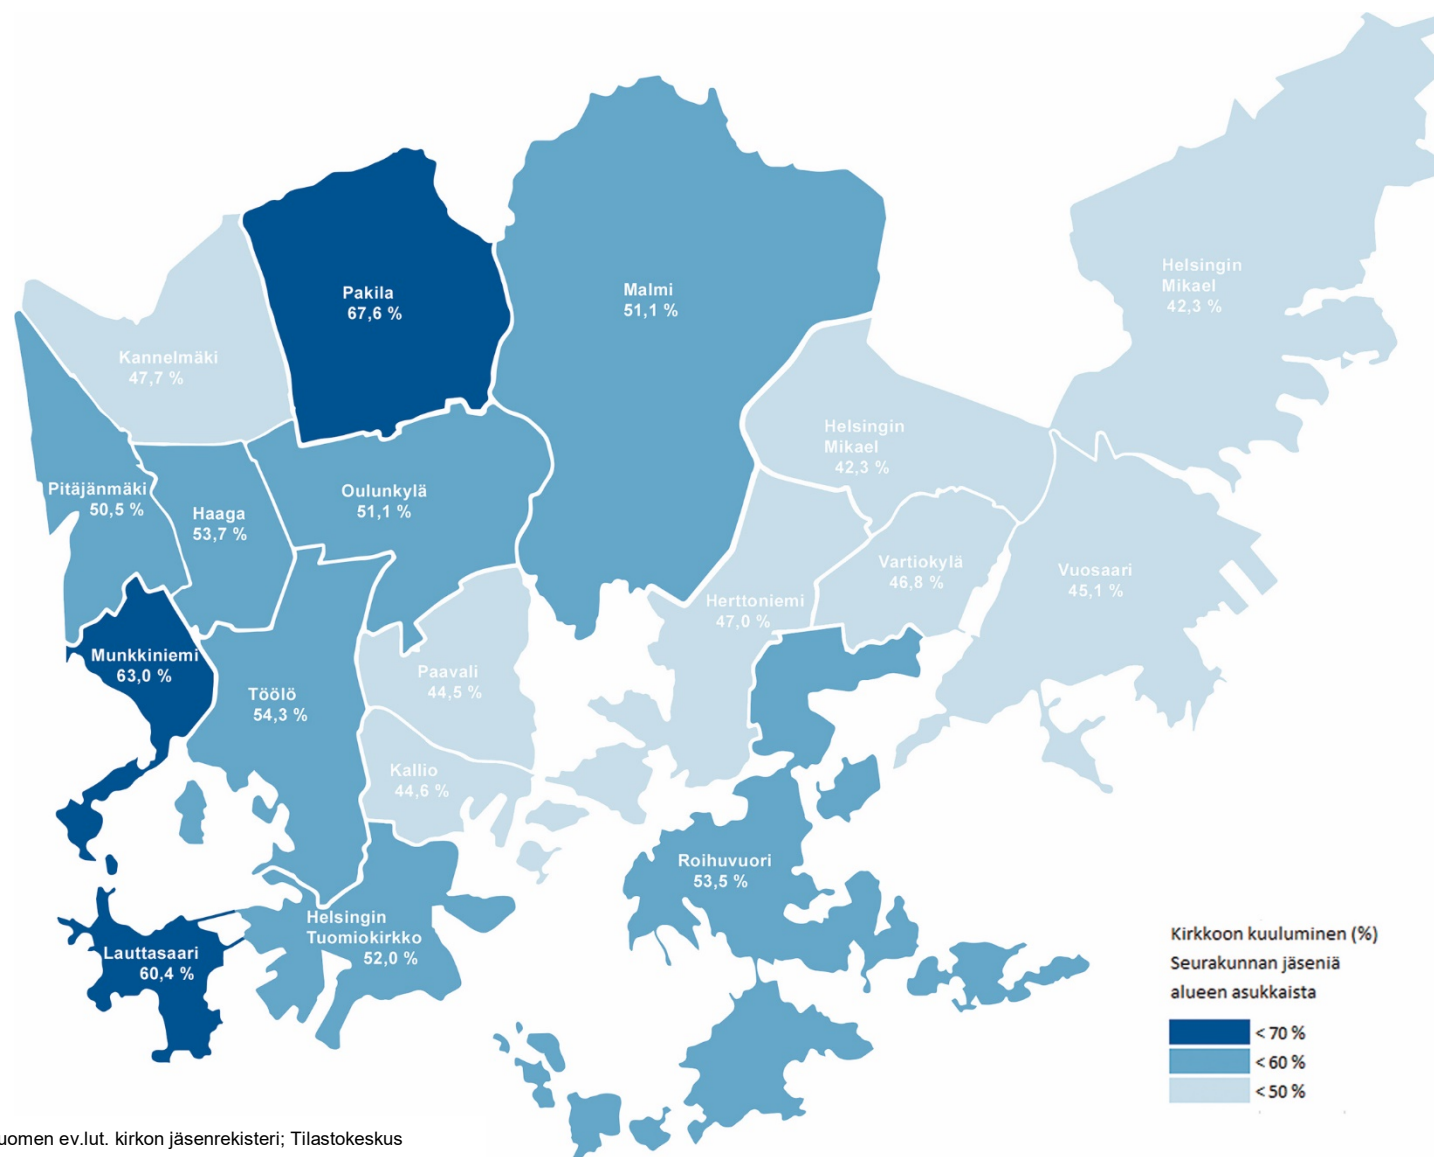 Pakila
67,6 %
Malmi
51,1 %
Helsingin
Mikael
42,3 %
Kannelmäki
47,7 %
Helsingin
Mikael
42,3 %
Pitäjänmäki
50,5 %
Haaga
53,7 %
Oulunkylä
51,1 %
Vartiokylä
46,8 %
Vuosaari
45,1 %
Herttoniemi
47,0 %
Munkkiniemi
63,0 %
Töölö
54,3 %
Paavali
44,5 %
Kallio
44,6 %
Roihuvuori
53,5 %
Helsingin
Tuomiokirkko
52,0 %
Lauttasaari
60,4 %
Kirkkoon kuuluminen (%)
Seurakunnan jäseniä
alueen asukkaista
< 70 %
< 60 %
< 50 %
uomen ev.lut. kirkon jäsenrekisteri; Tilastokeskus